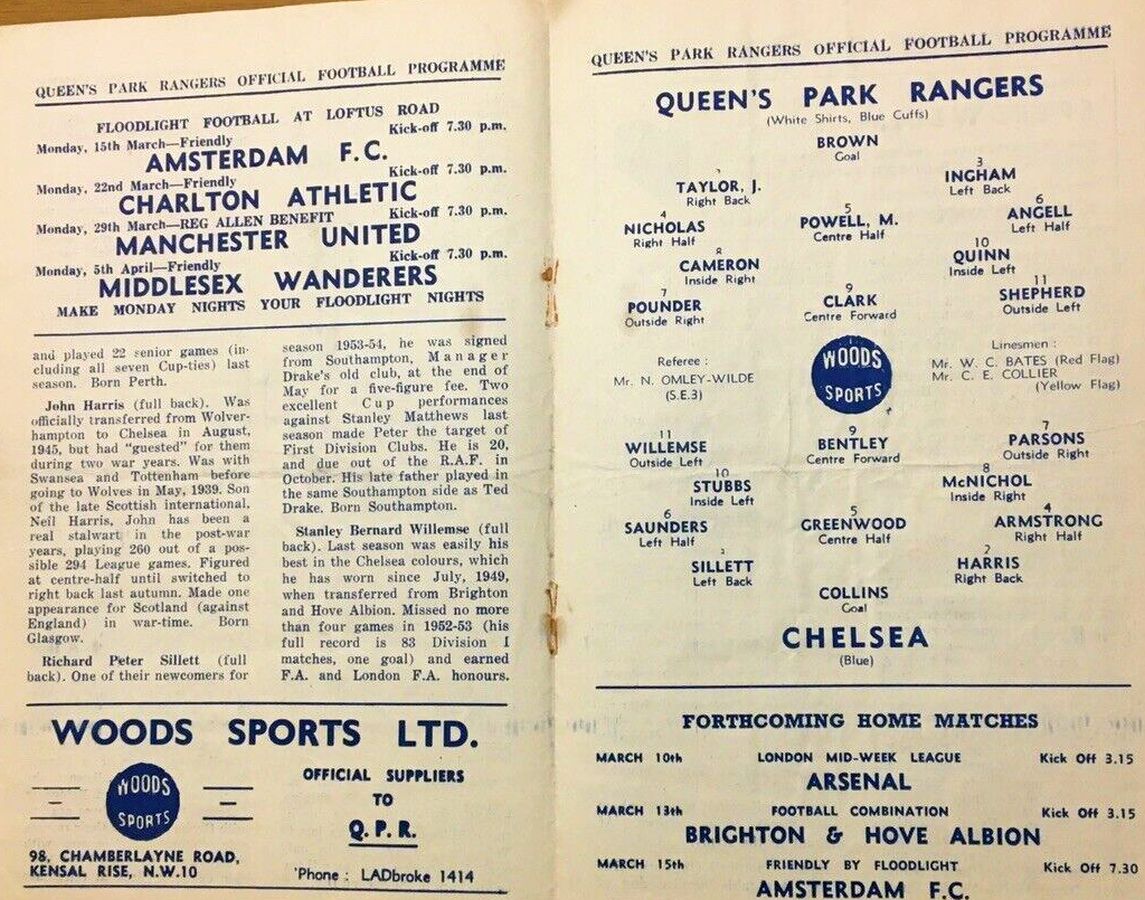 QUEEN'S PARK RANGERS OFFICIAL FOOTBALL PROGRAMME
FLOODLIGHT FOOTBALL AT LOFTUS ROAD
Monday, 15th March—Friendly Kick-off 7.30 p.m.
AMSTERDAM F.C.
Monday, 22nd March—Friendly Kick-off 7.30 p.m.
CHARLTON ATHLETIC
Monday, 29th March—REG ALLEN BENEFIT Kick-off 7.30 p.m.
MANCHESTER UNITED
Monday, 5th April—Friendly Kick-off 7.30 p.m.
MIDDLESEX WANDERERS
MAKE MONDAY NIGHTS YOUR FLOODLIGHT NIGHTS
and played 22 senior games (in-
cluding all seven Cup-ties) last
season. Born Perth.
John Harris (full back). Was
officially transferred from Wolver-
hampton to Chelsea in August,
1945, but had "guested" for them
during two war years. Was with
Swansea and Tottenham before
going to Wolves in May, 1939. Son
of the late Scottish international,
Neil Harris, John has been a
real stalwart in the post-war
years, playing 260 out of a pos-
sible 294 League games. Figured
at centre-half until switched to
right back last autumn. Made one
appearance for Scotland (against
England) in war-time. Born
Glasgow.
Richard Peter Sillett (full
back). One of their newcomers for
season 1953-54, he was signed
from Southampton, Manager
Drake's old club, at the end of
May for a five-figure fee. Two
excellent Cup performances
against Stanley Matthews last
season made Peter the target of
First Division Clubs. He is 20,
and due out of the R.A.F. in
October. His late father played in
the same Southampton side as Ted
Drake. Born Southampton.
Stanley Bernard Willemse (full
back). Last season was easily his
best in the Chelsea colours, which
he has worn since July, 1949,
when transferred from Brighton
and Hove Albion. Missed no more
than four games in 1952-53 (his
full record is 83 Division I
matches, one goal) and earned
F.A. and London F.A. honours.
WOODS SPORTS LTD.
WOODS
SPORTS
OFFICIAL SUPPLIERS
TO
Q.P.R.
98, CHAMBERLAYNE ROAD,
KENSAL RISE, N.W.10
'Phone : LADbroke 1414
QUEEN'S PARK RANGERS OFFICIAL FOOTBALL PROGRAMME
QUEEN'S PARK RANGERS
(White Shirts, Blue Cuffs)
BROWN
Goal
3
TAYLOR, J. INGHAM
Right Back Left Back
4 5 6
NICHOLAS POWELL, M. ANGELL
Right Half Centre Half Left Half
8 10
CAMERON QUINN
Inside Right Inside Left
7 9 11
POUNDER CLARK SHEPHERD
Outside Right Centre Forward Outside Left
Referee :
Mr. N. OMLEY-WILDE
(S.E.3)
WOODS
SPORTS
Linesmen :
Mr. W. C. BATES (Red Flag)
Mr. C. E. COLLIER
(Yellow Flag)
11 9 7
WILLEMSE BENTLEY PARSONS
Outside Left Centre Forward Outside Right
10 8
STUBBS McNICHOL
Inside Left Inside Right
6 5 4
SAUNDERS GREENWOOD ARMSTRONG
Left Half Centre Half Right Half
2
SILLETT HARRIS
Left Back Right Back
COLLINS
Goal
CHELSEA
(Blue)
FORTHCOMING HOME MATCHES
MARCH 10th LONDON MID-WEEK LEAGUE Kick Off 3.15
ARSENAL
MARCH 13th FOOTBALL COMBINATION Kick Off 3.15
BRIGHTON & HOVE ALBION
MARCH 15th FRIENDLY BY FLOODLIGHT Kick Off 7.30
AMSTERDAM F.C.